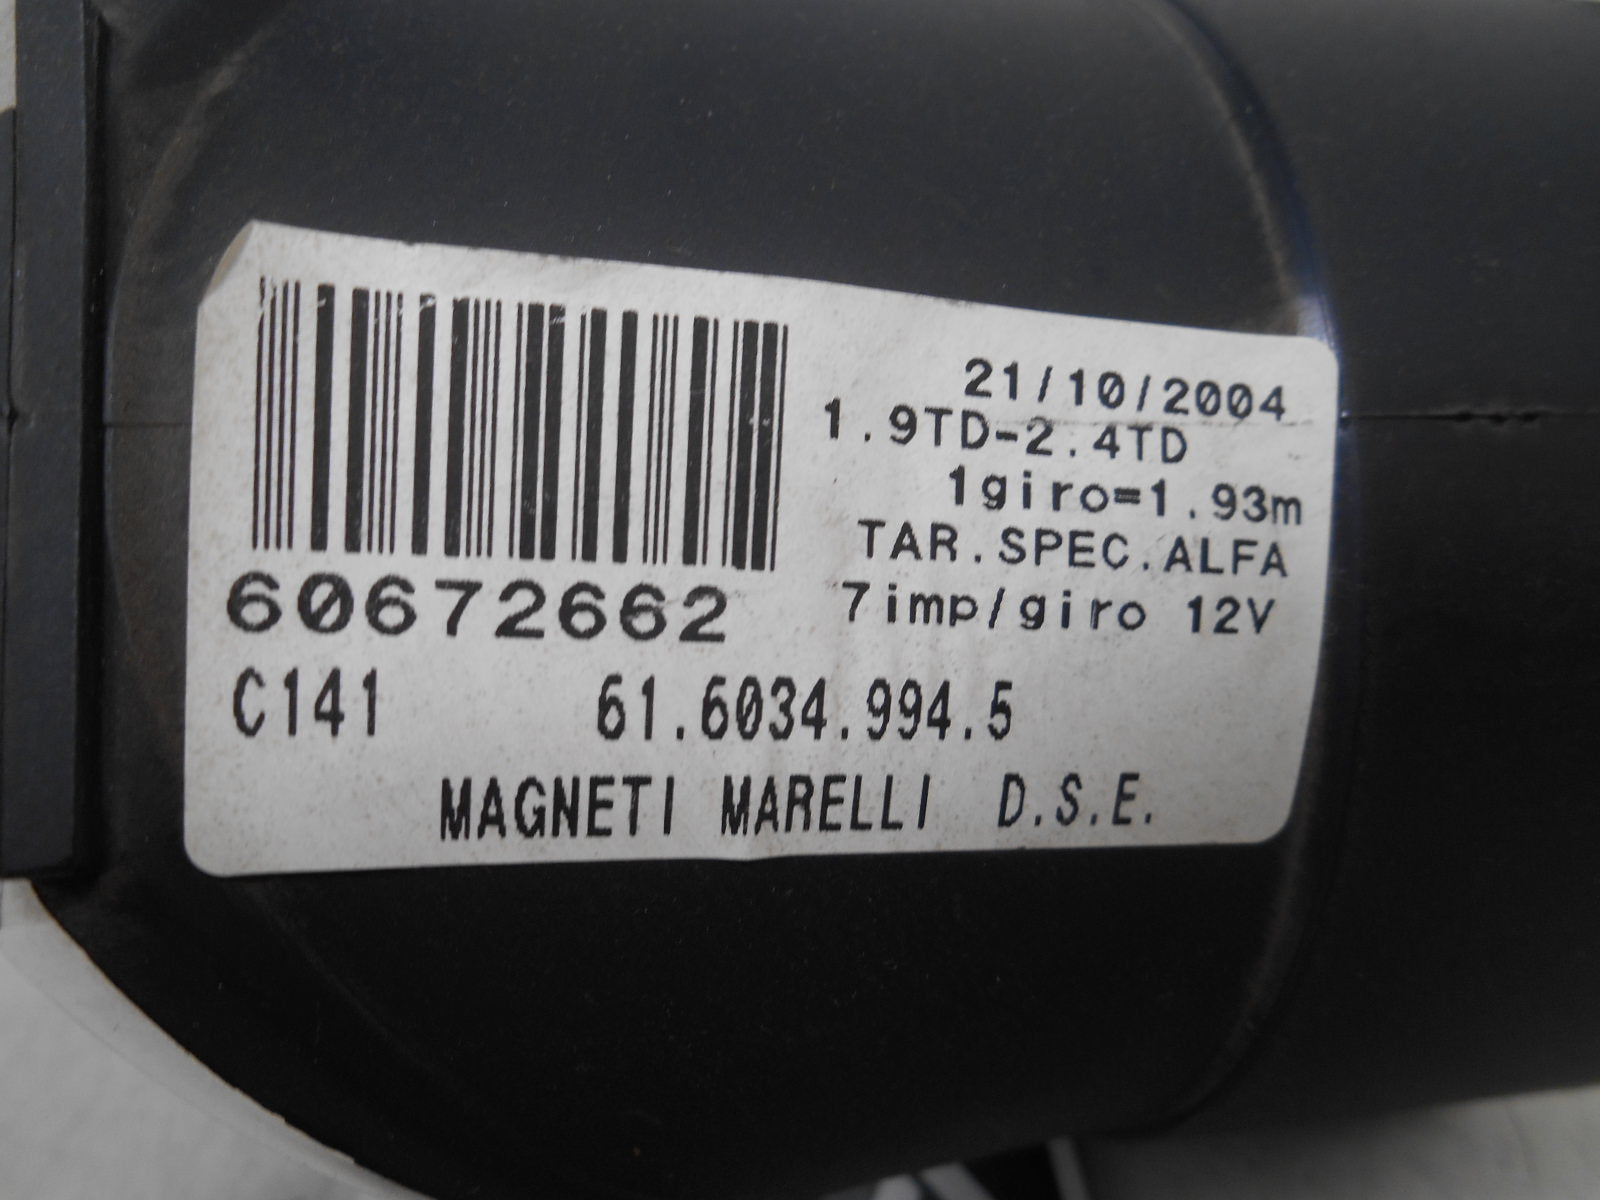 21/10/2004
1.9TD-2.4TD
1giro=1.93m
TAR.SPEC.ALFA
7imp/giro 12V
60672662
C141 61.6034.994.5
MAGNETI MARELLI D.S.E.